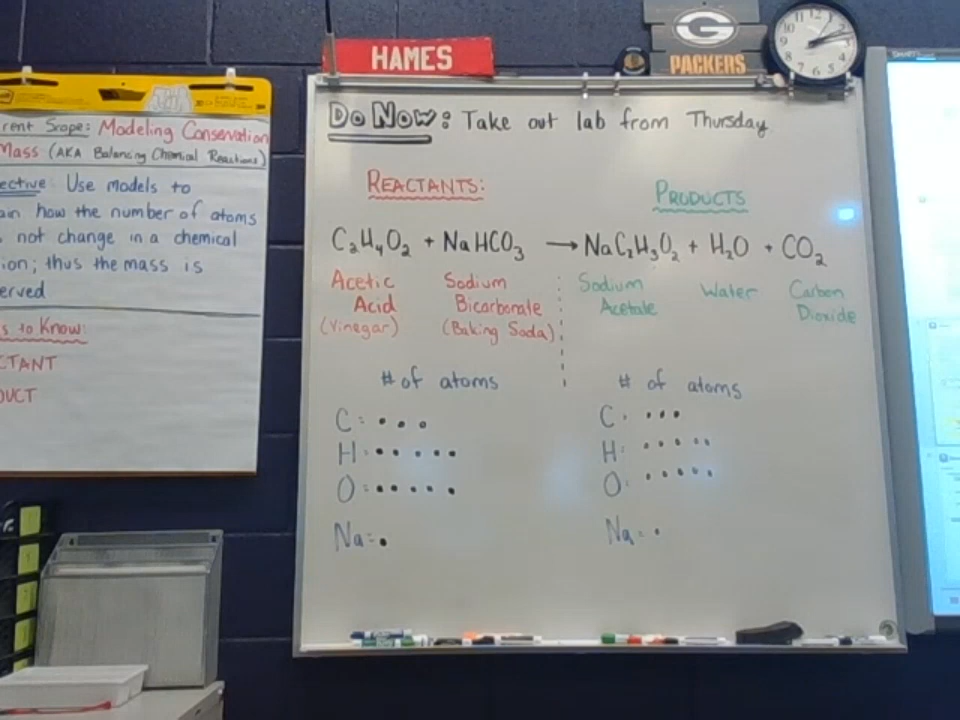 HAMES
G
PACKERS
rent Scope: Modeling Conservation
Mass (AKA Balancing Chemical Reactions)
ective: Use models to
ain how the number of atoms
not change in a chemical
ion; thus the mass is
erved
s to Know:
CTANT
DUCT
Do Now: Take out lab from Thursday
REACTANTS:
PRODUCTS
C₂H₄O₂ + NaHCO₃ → NaC₂H₃O₂ + H₂O + CO₂
Acetic Sodium Sodium Water Carbon
Acid Bicarbonate Acetate Dioxide
(Vinegar) (Baking Soda)
# of atoms # of atoms
C: • • • C: • • •
H: • • • • • H: • • • • •
O: • • • • • O: • • • • •
Na: • Na: •